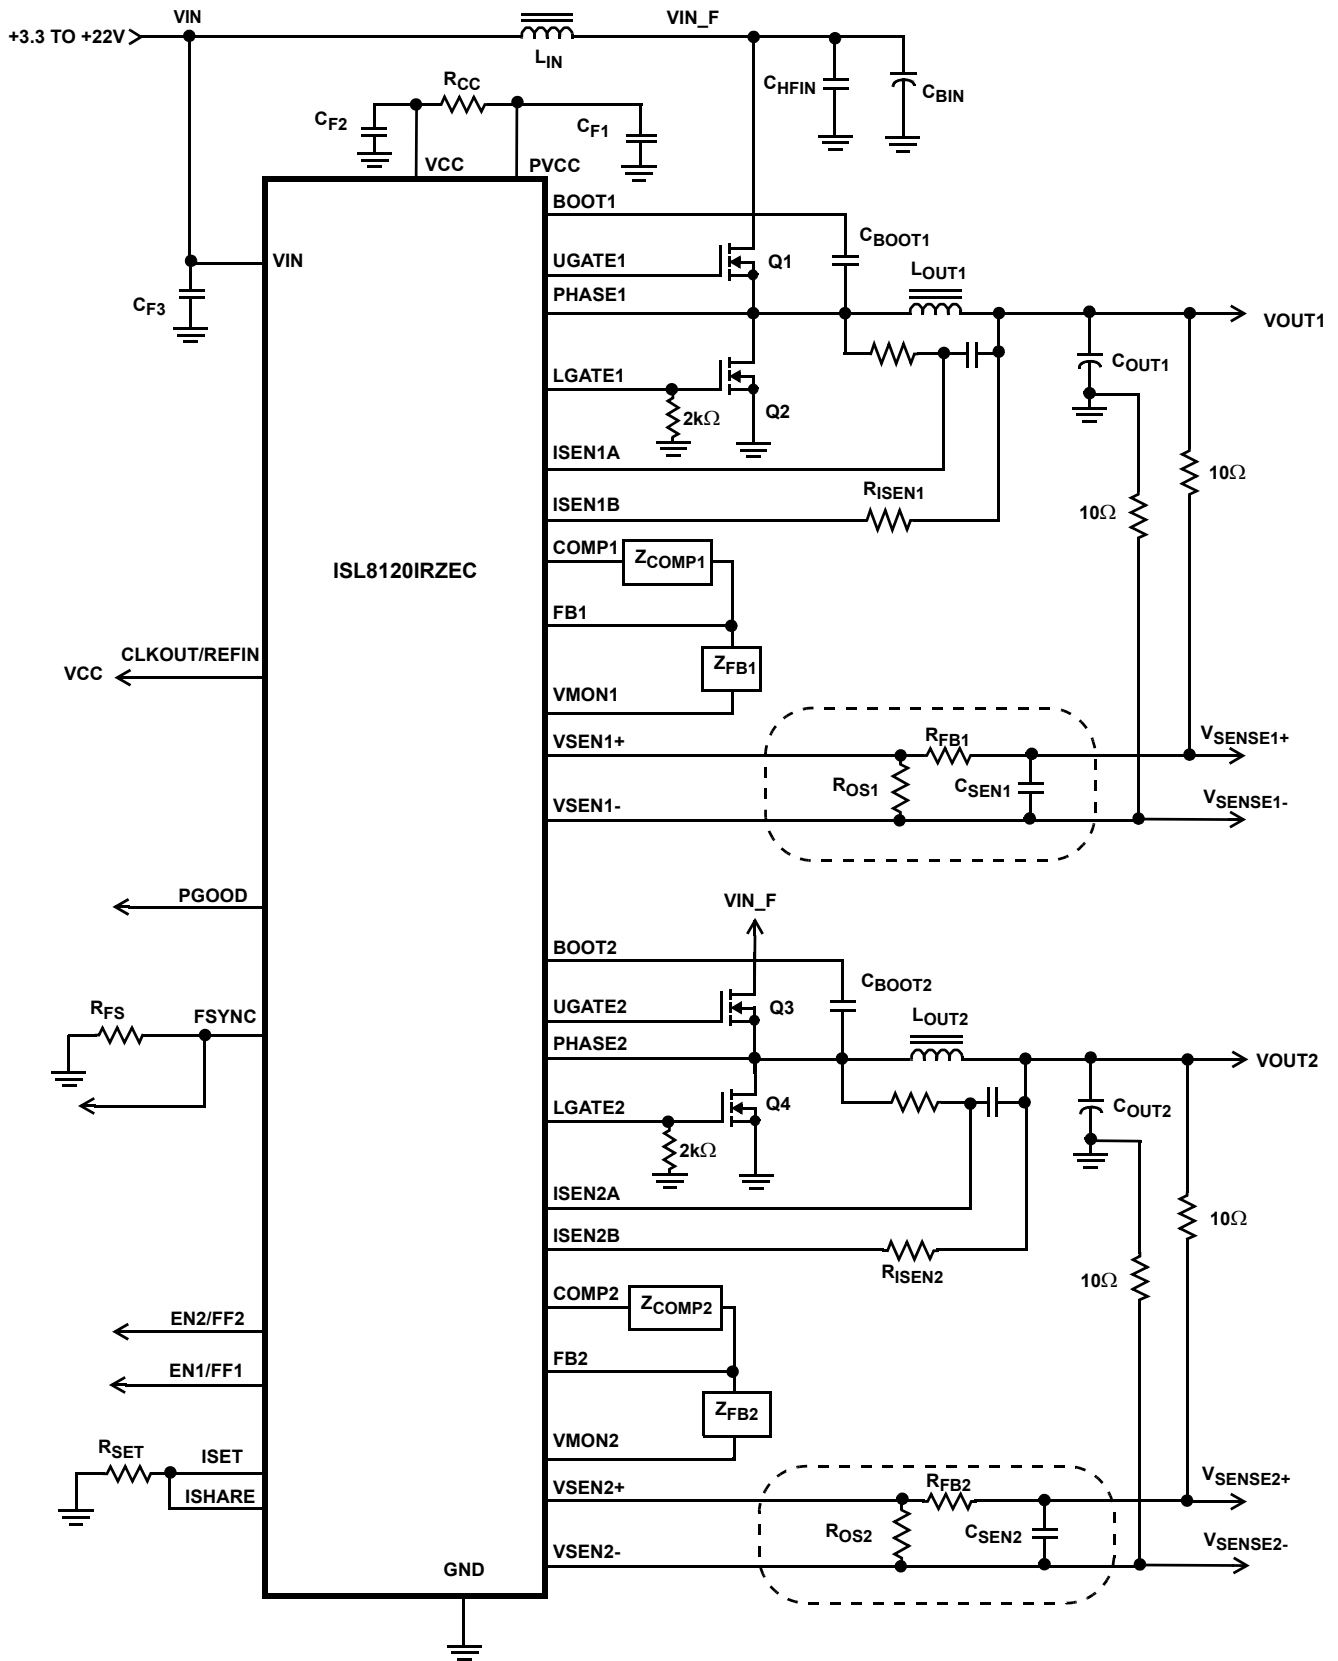 VIN
VIN_F
+3.3 TO +22V
LIN
RCC
CHFIN
CBIN
CF2
CF1
VCC
PVCC
BOOT1
CBOOT1
VIN
UGATE1
Q1
LOUT1
CF3
PHASE1
VOUT1
COUT1
LGATE1
Q2
2kΩ
ISEN1A
10Ω
RISEN1
ISEN1B
10Ω
COMP1
ZCOMP1
ISL8120IRZEC
FB1
CLKOUT/REFIN
VCC
ZFB1
VMON1
VSEN1+
RFB1
VSENSE1+
ROS1
CSEN1
VSEN1-
VSENSE1-
PGOOD
VIN_F
BOOT2
CBOOT2
RFS
FSYNC
UGATE2
Q3
LOUT2
PHASE2
VOUT2
LGATE2
Q4
COUT2
2kΩ
ISEN2A
10Ω
ISEN2B
RISEN2
10Ω
COMP2
ZCOMP2
EN2/FF2
FB2
EN1/FF1
ZFB2
VMON2
RSET
ISET
VSEN2+
RFB2
VSENSE2+
ISHARE
ROS2
CSEN2
VSEN2-
VSENSE2-
GND